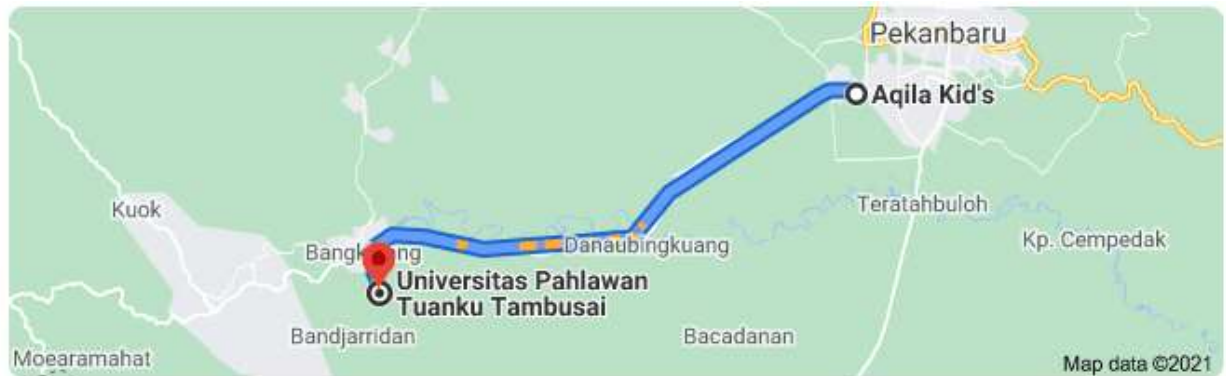 Pekanbaru
Aqila Kid's
Kuok
Teratahbuloh
Kp. Cempedak
Danaubingkuang
Universitas Pahlawan
Tuanku Tambusai
Bandjarridan
Bacadanan
Moearamahat
Map data ©2021